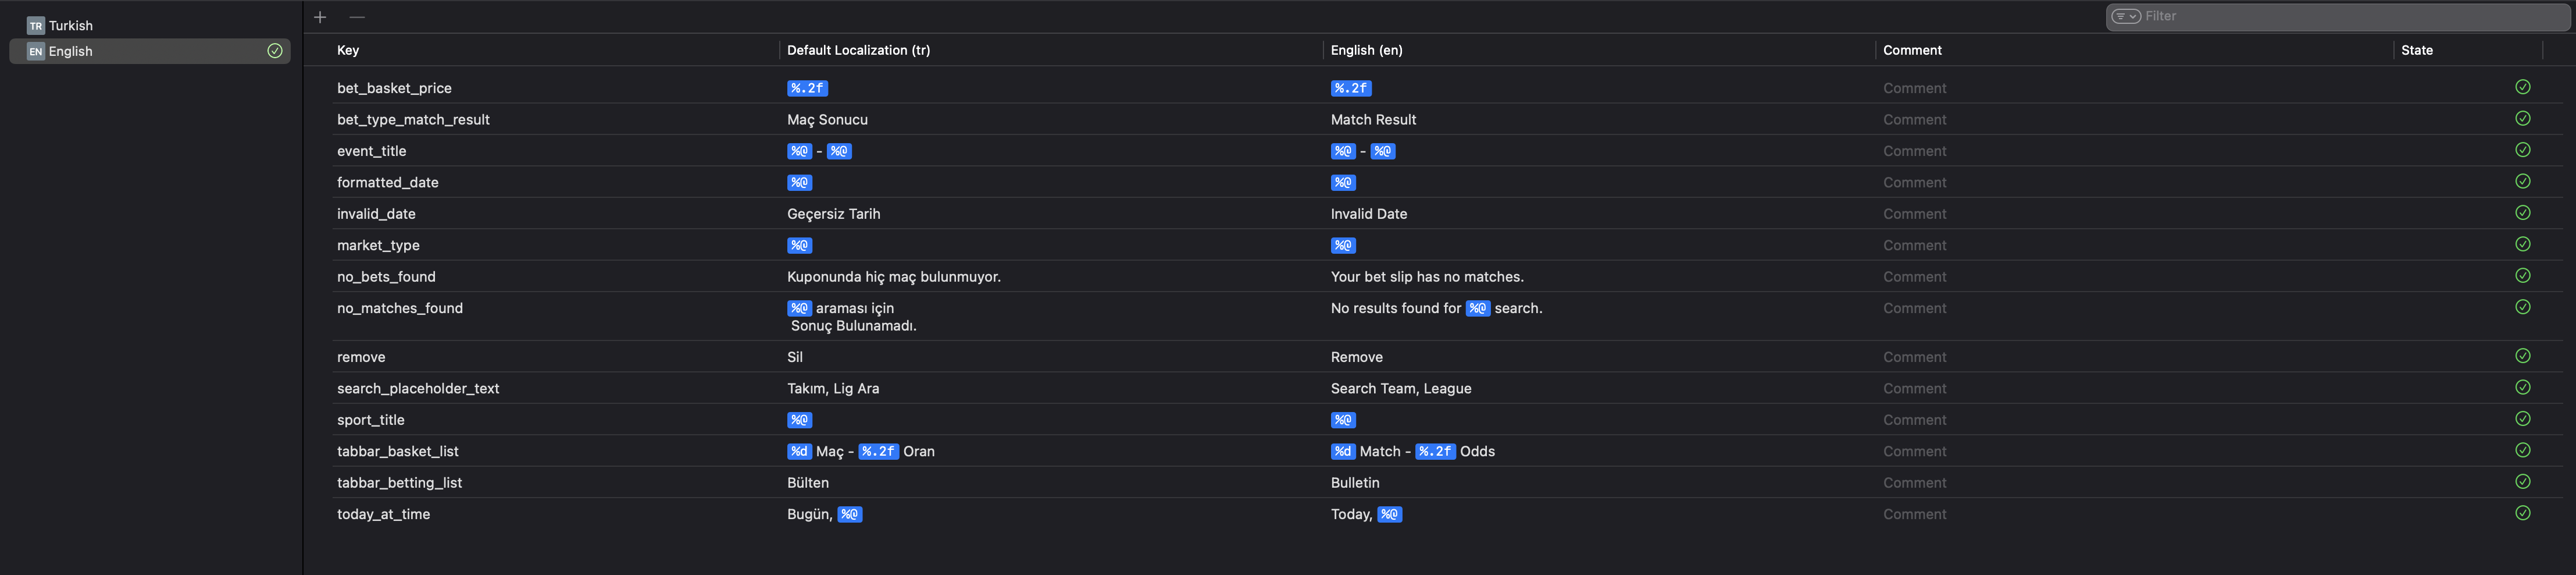 TR Turkish
EN English
Filter
Key Default Localization (tr) English (en) Comment State
bet_basket_price %.2f %.2f Comment
bet_type_match_result Maç Sonucu Match Result Comment
event_title %@ - %@ %@ - %@ Comment
formatted_date %@ %@ Comment
invalid_date Geçersiz Tarih Invalid Date Comment
market_type %@ %@ Comment
no_bets_found Kuponunda hiç maç bulunmuyor. Your bet slip has no matches. Comment
no_matches_found %@ araması için No results found for %@ search. Comment
Sonuç Bulunamadı.
remove Sil Remove Comment
search_placeholder_text Takım, Lig Ara Search Team, League Comment
sport_title %@ %@ Comment
tabbar_basket_list %d Maç - %.2f Oran %d Match - %.2f Odds Comment
tabbar_betting_list Bülten Bulletin Comment
today_at_time Bugün, %@ Today, %@ Comment